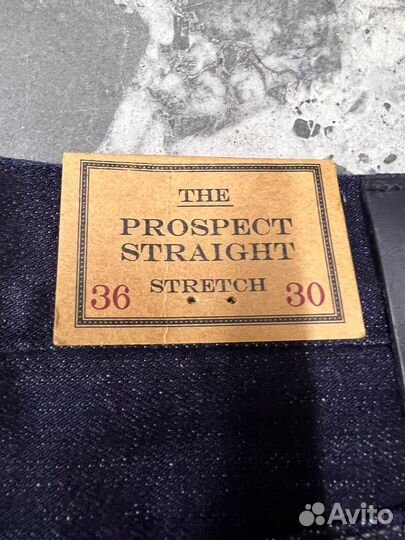 THE
PROSPECT
STRAIGHT
36 STRETCH 30
Avito